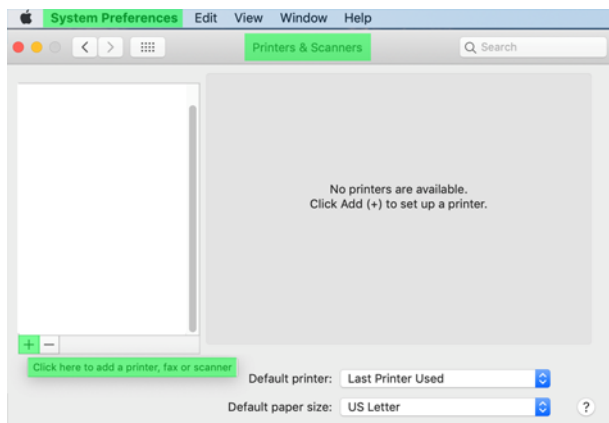 System Preferences Edit View Window Help
Printers & Scanners
Search
No printers are available.
Click Add (+) to set up a printer.
+ −
Click here to add a printer, fax or scanner
Default printer: Last Printer Used
Default paper size: US Letter ?